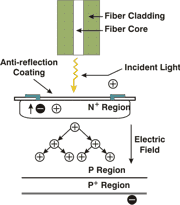 Fiber Cladding
Fiber Core
Anti-reflection
Coating
Incident Light
N+ Region
Electric
Field
P Region
P+ Region